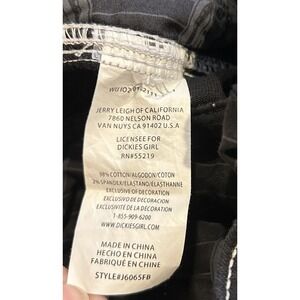 JERRY LEIGH OF CALIFORNIA
7860 NELSON ROAD
VAN NUYS CA 91402 U.S.A
LICENSEE FOR
DICKIES GIRL
RN#55219
98% COTTON/ALGODON/COTON
2% SPANDEX/ELASTANO/ELASTHANNE
EXCLUSIVE OF DECORATION
EXCLUSIVO DE DECORACION
EXCLUSIVITE DE LA DECORATION
1-855-909-6200
WWW.DICKIESGIRL.COM
MADE IN CHINA
HECHO EN CHINA
FABRIQUÉ EN CHINE
STYLE#J6065FB